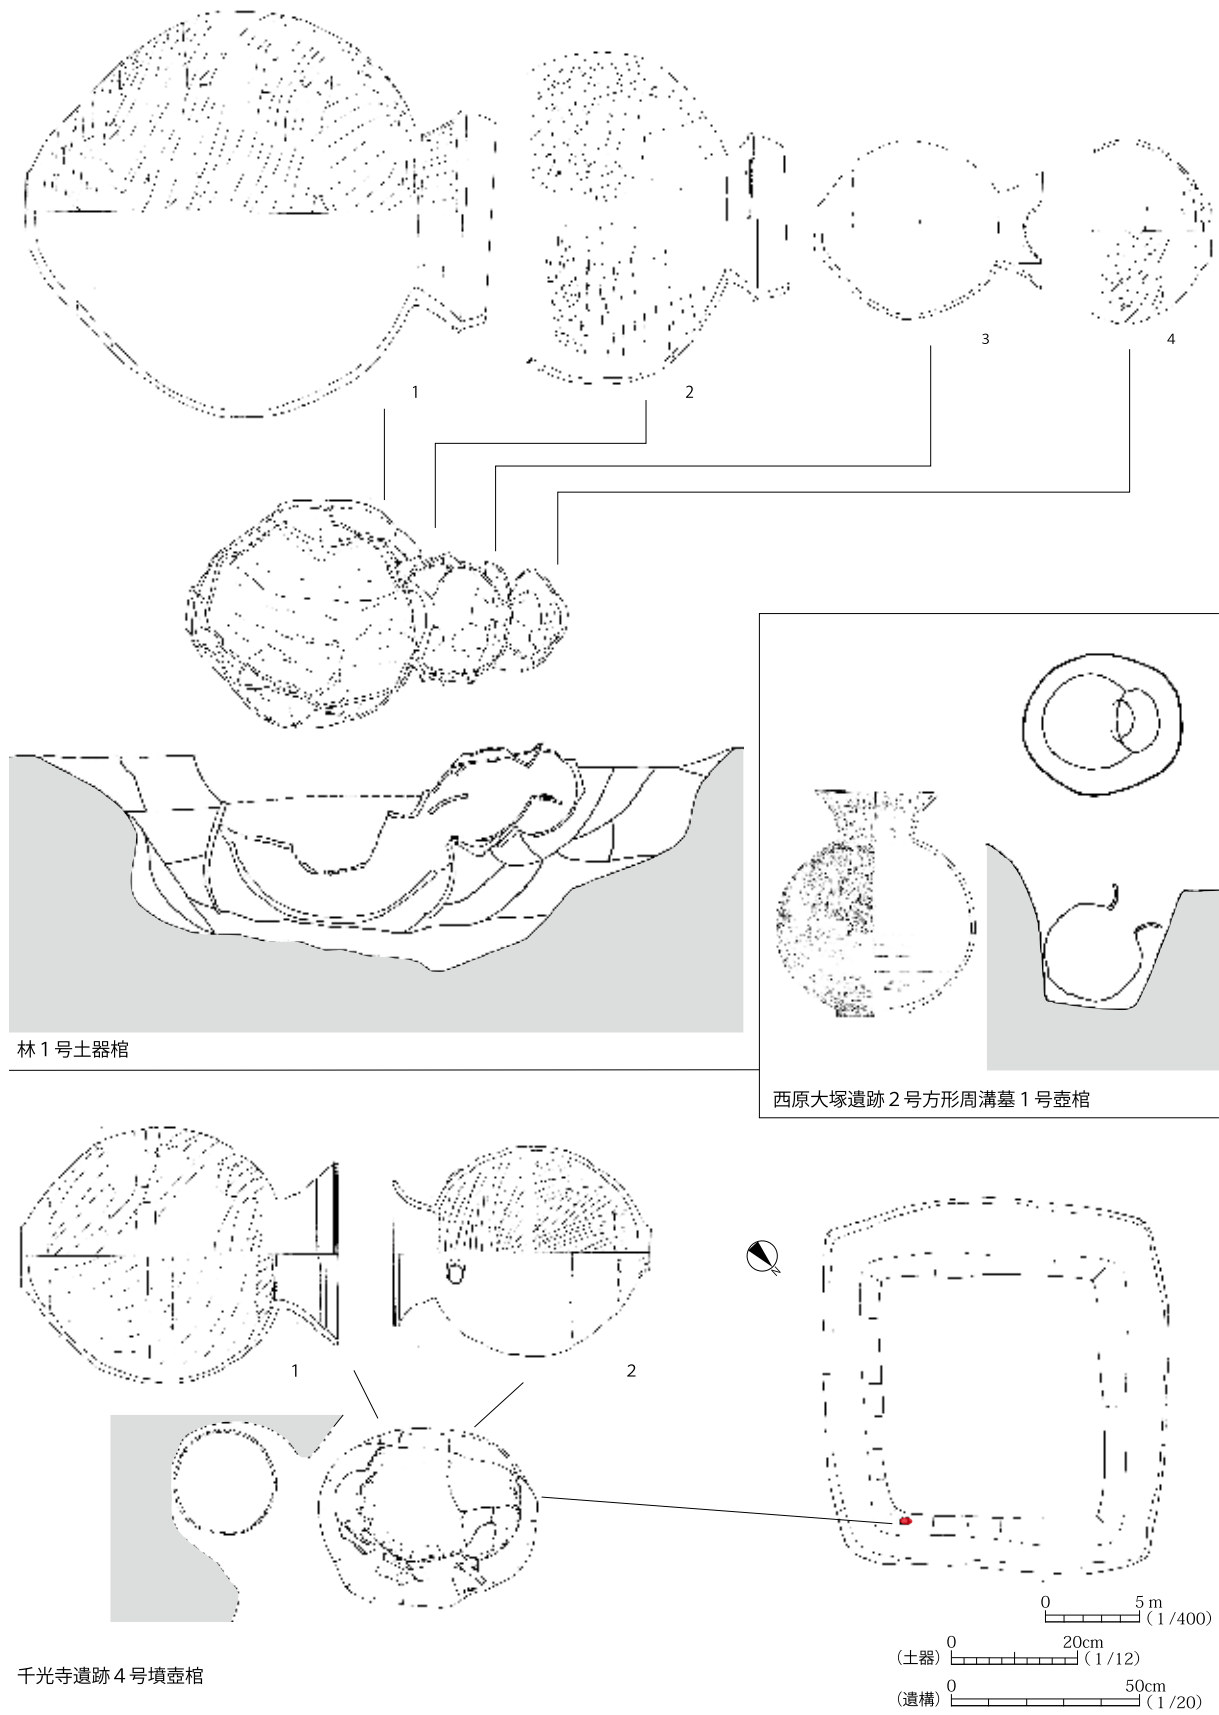 1
2
3
4
林1号土器棺
西原大塚遺跡2号方形周溝墓1号壺棺
1
2
N
0 5 m
(1/400)
0 20cm
(土器) (1/12)
0 50cm
(遺構) (1/20)
千光寺遺跡4号墳壺棺